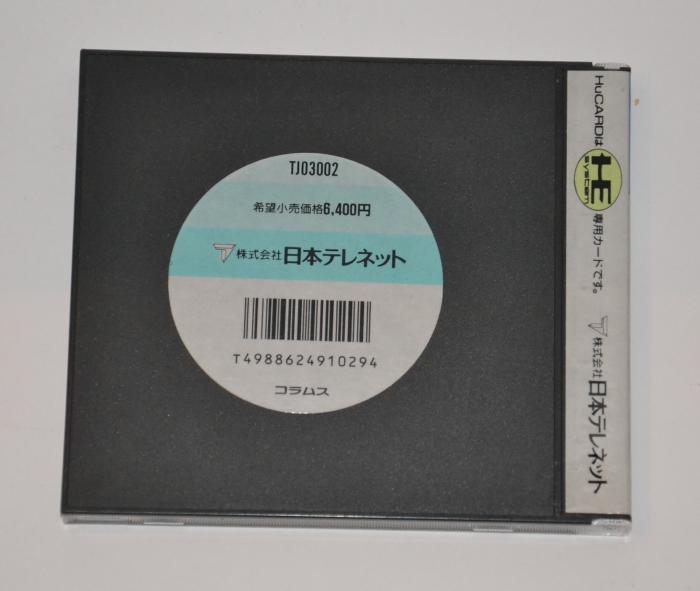 TJ03002
希望小売価格6,400円
株式会社日本テレネット
T4988624910294
コラムス
HuCARDは HE system 専用カードです。 株式会社日本テレネット